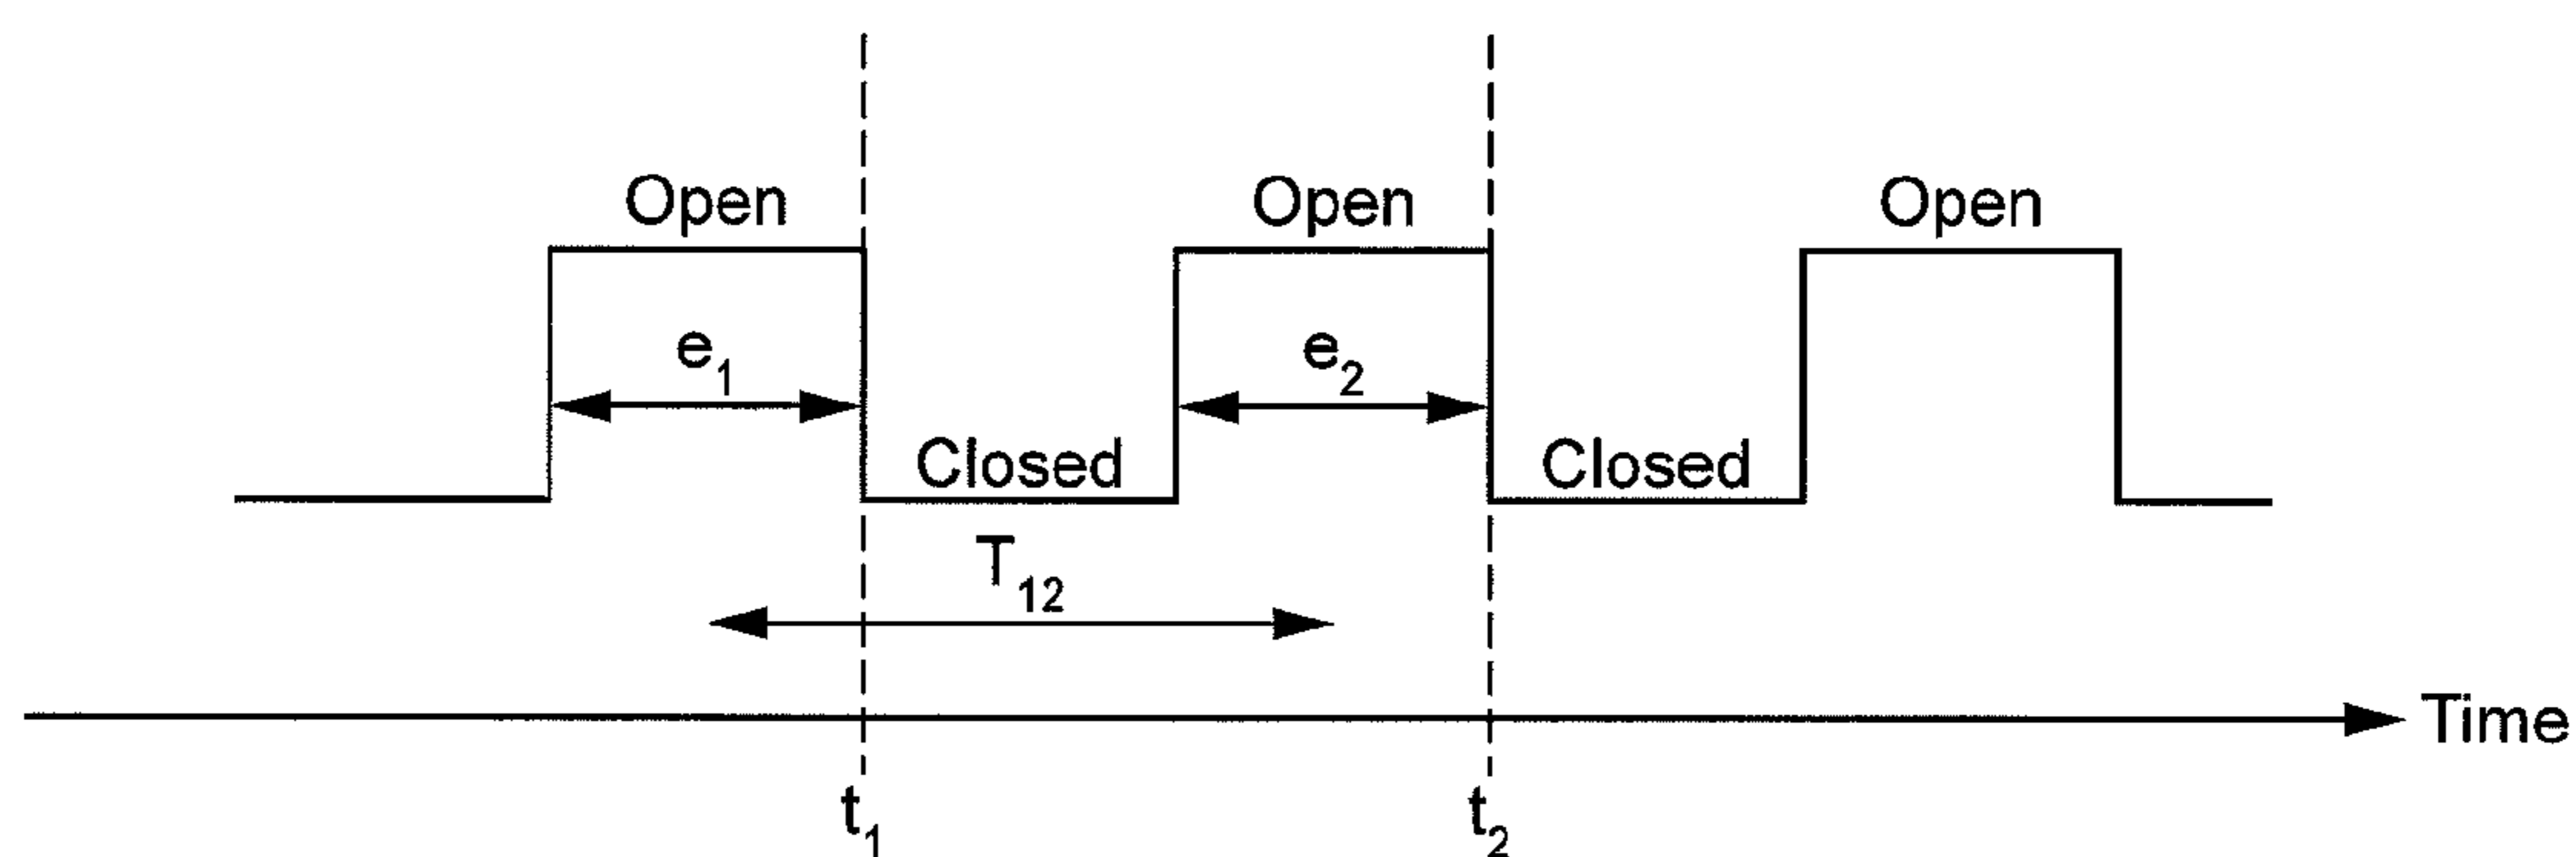 Open Open Open
e₁ e₂
Closed Closed
T₁₂
Time
t₁ t₂